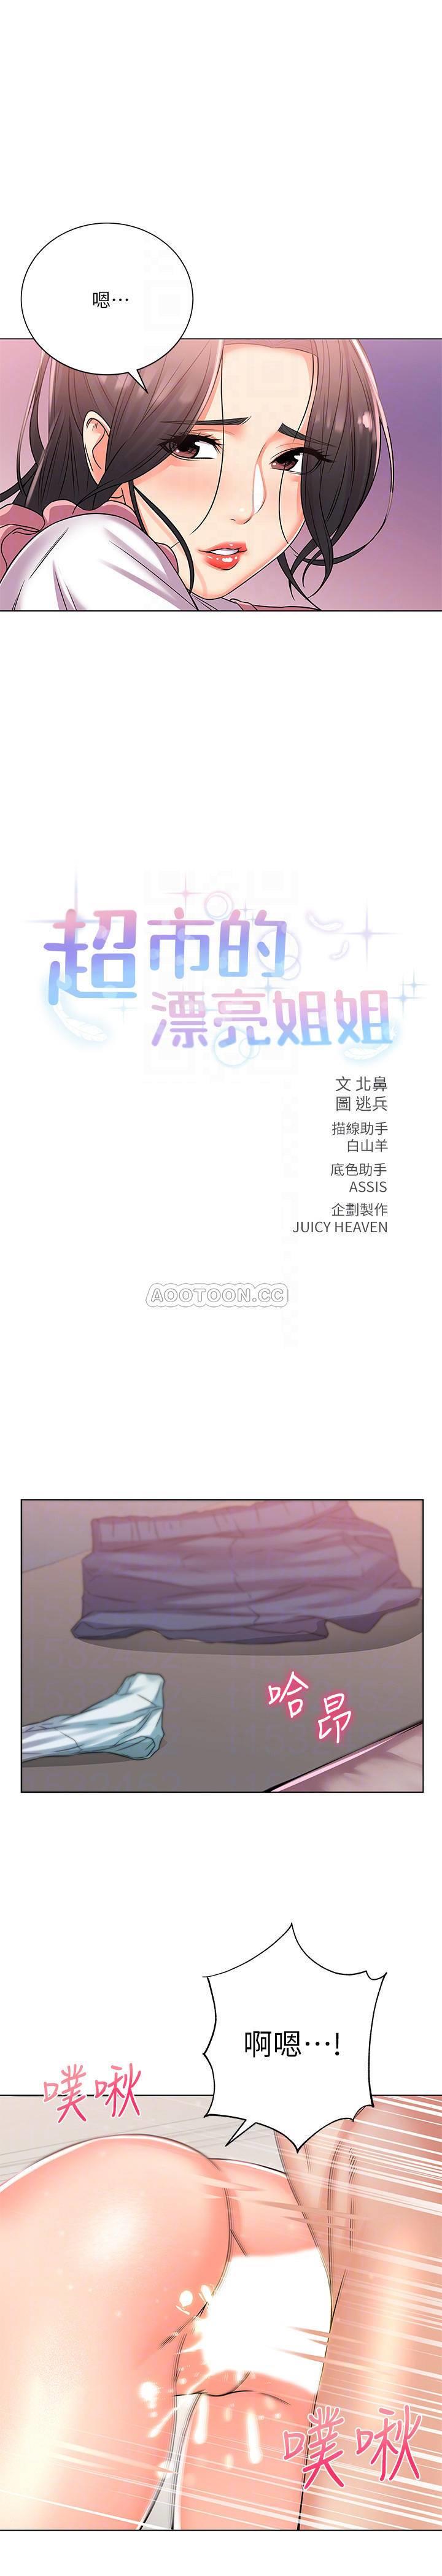 嗯…
超市的
漂亮姐姐
文 北鼻
圖 逃兵
描線助手
白山羊
底色助手
ASSIS
企劃製作
JUICY HEAVEN
AOOTOON.CC
哈昂
啊嗯…!
噗啾
噗啾